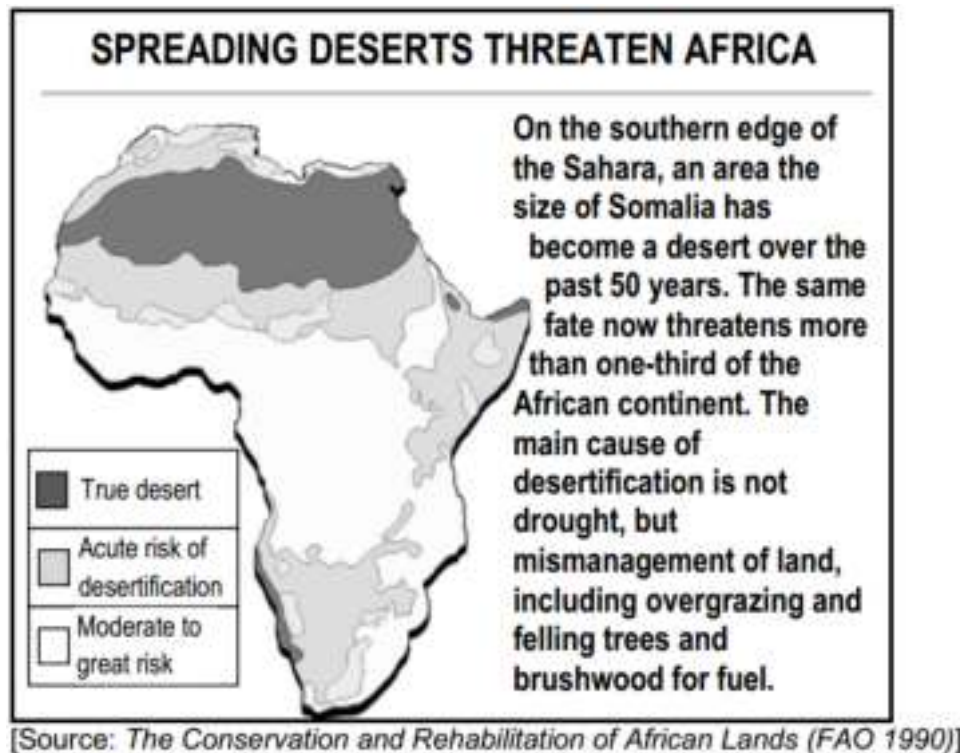 SPREADING DESERTS THREATEN AFRICA
On the southern edge of
the Sahara, an area the
size of Somalia has
become a desert over the
past 50 years. The same
fate now threatens more
than one-third of the
African continent. The
main cause of
desertification is not
drought, but
mismanagement of land,
including overgrazing and
felling trees and
brushwood for fuel.
True desert
Acute risk of
desertification
Moderate to
great risk
[Source: The Conservation and Rehabilitation of African Lands (FAO 1990)]